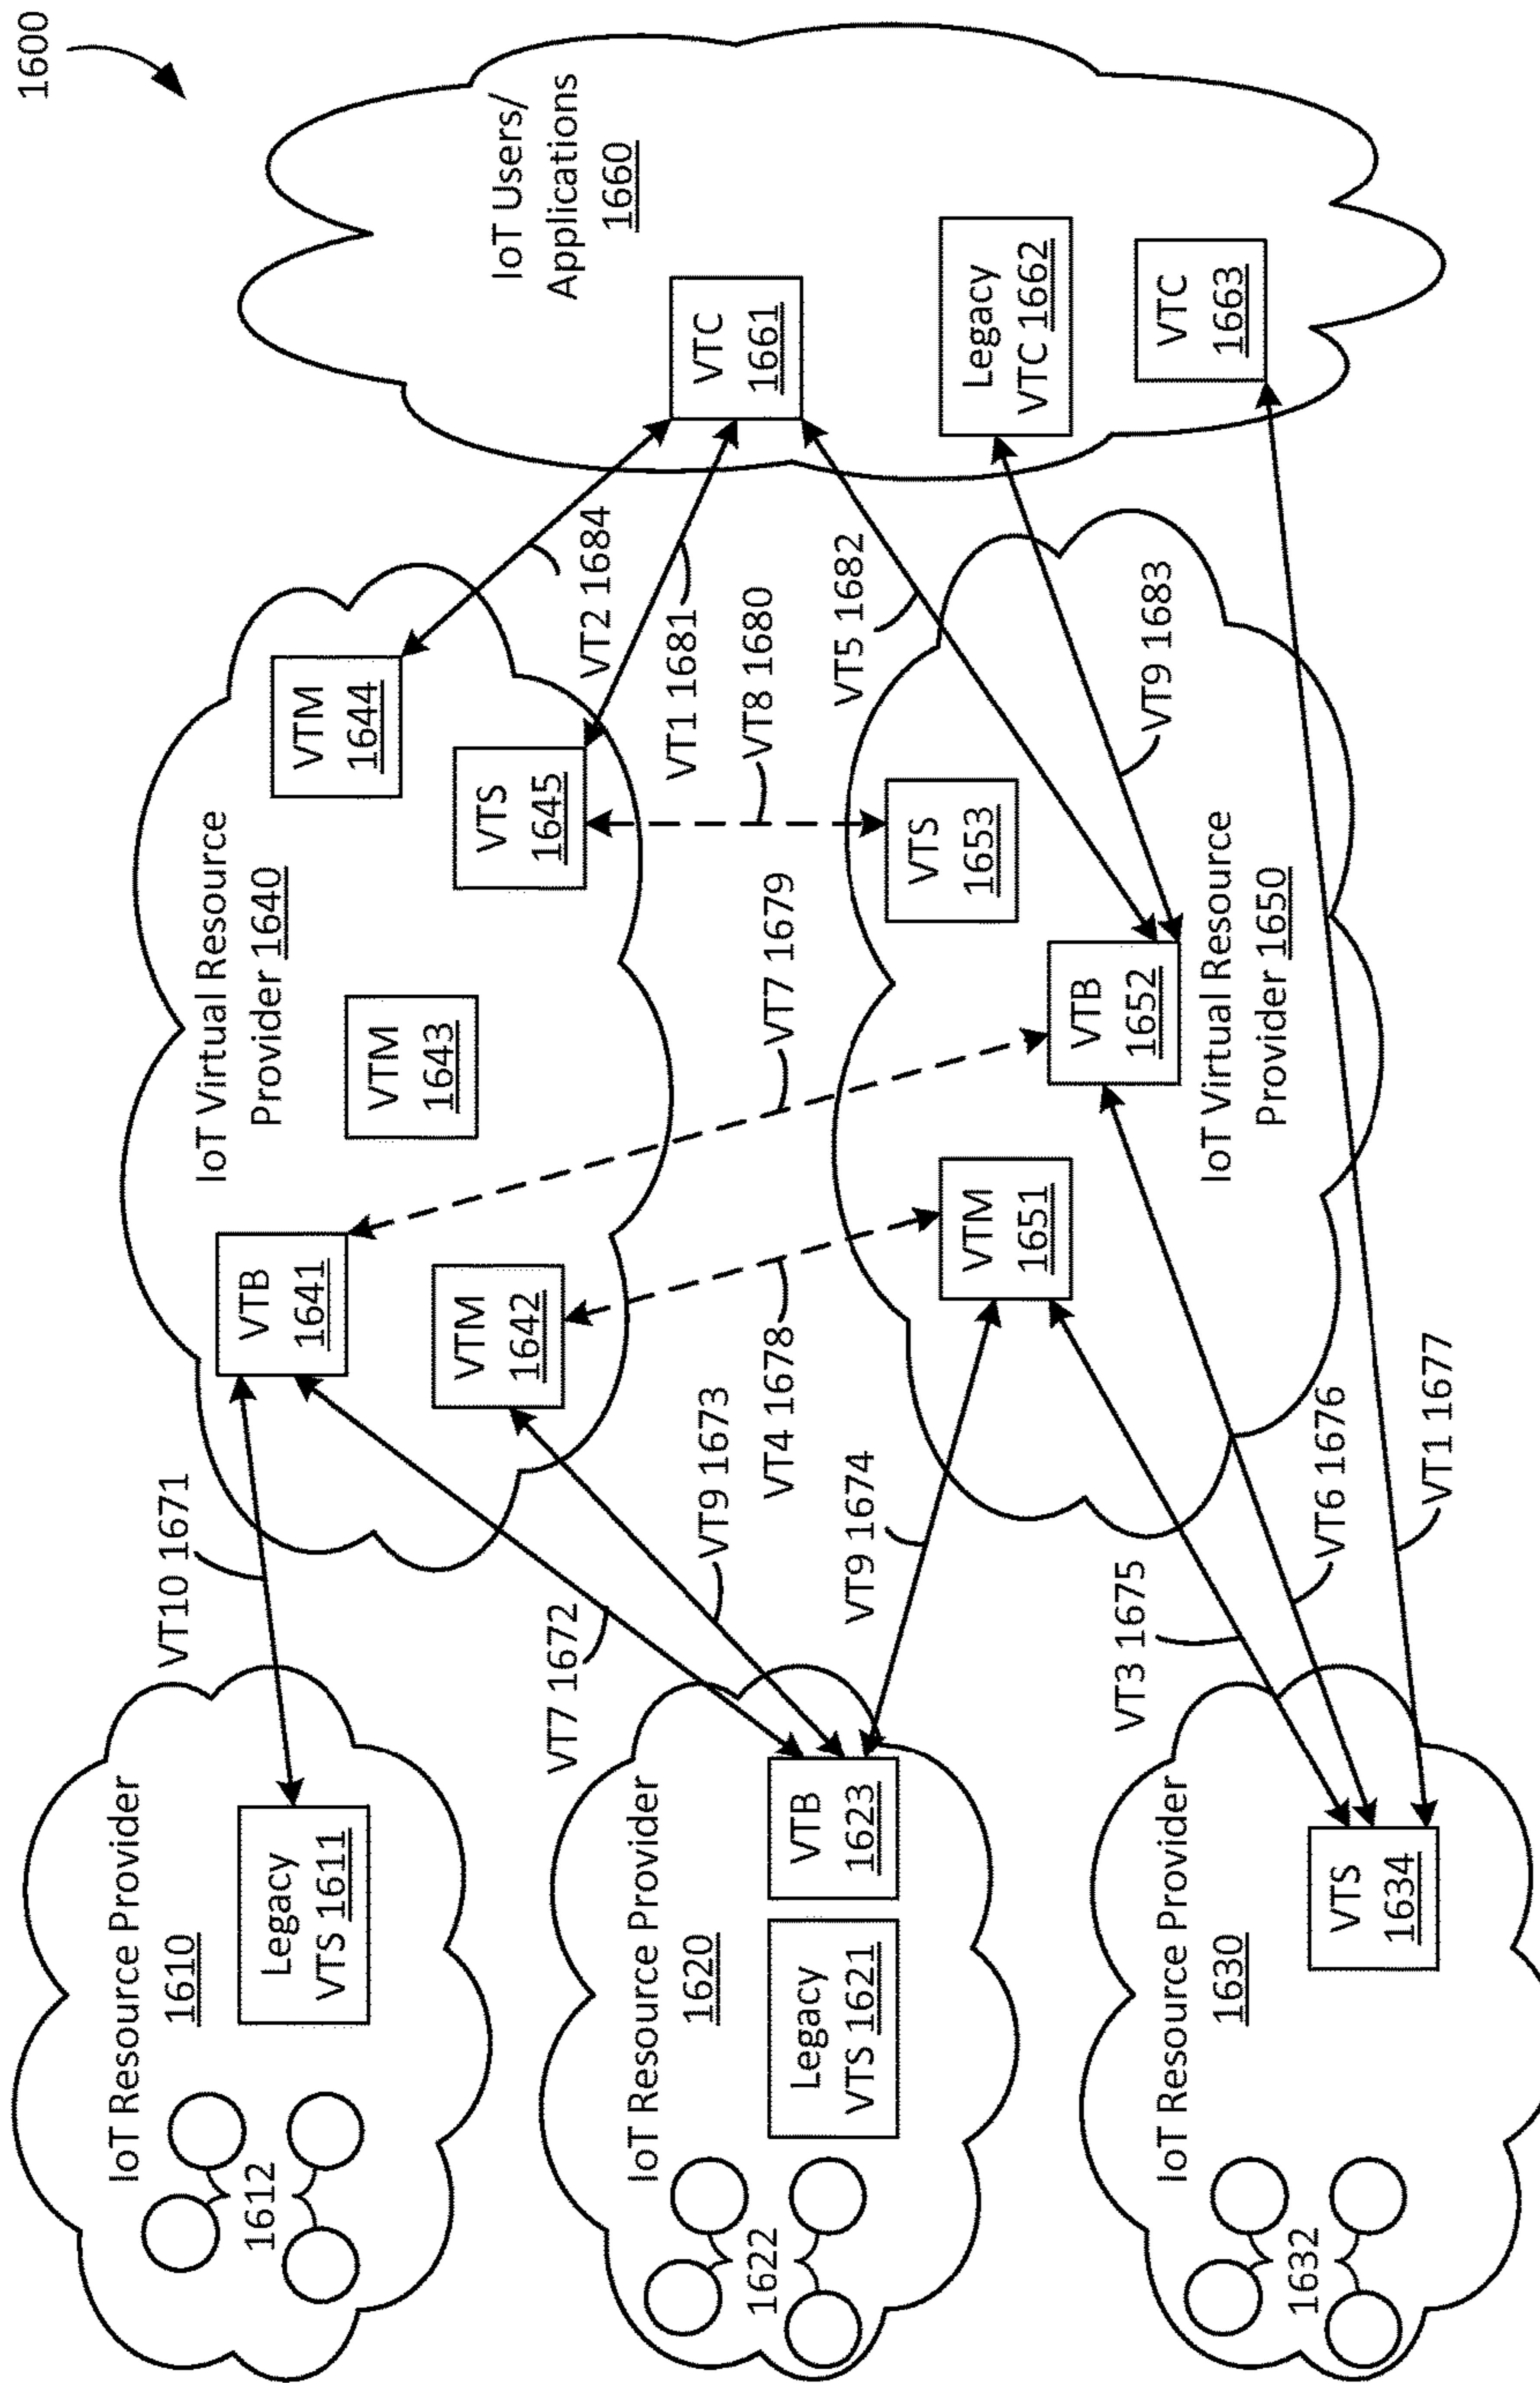 1600
IoT Resource Provider
1610
Legacy
VTS 1611
1612
IoT Resource Provider
1620
Legacy
VTS 1621
VTB
1623
1622
IoT Resource Provider
1630
VTS
1634
1632
VT10 1671
VT7 1672
VT9 1673
VT9 1674
VT3 1675
VT6 1676
VT1 1677
IoT Virtual Resource
Provider 1640
VTB
1641
VTM
1642
VTM
1643
VTM
1644
VTS
1645
VT4 1678
VT7 1679
VT8 1680
VT1 1681
VT2 1684
VT5 1682
VT9 1683
VTM
1651
VTB
1652
VTS
1653
IoT Virtual Resource
Provider 1650
IoT Users/
Applications
1660
VTC
1661
Legacy
VTC 1662
VTC
1663